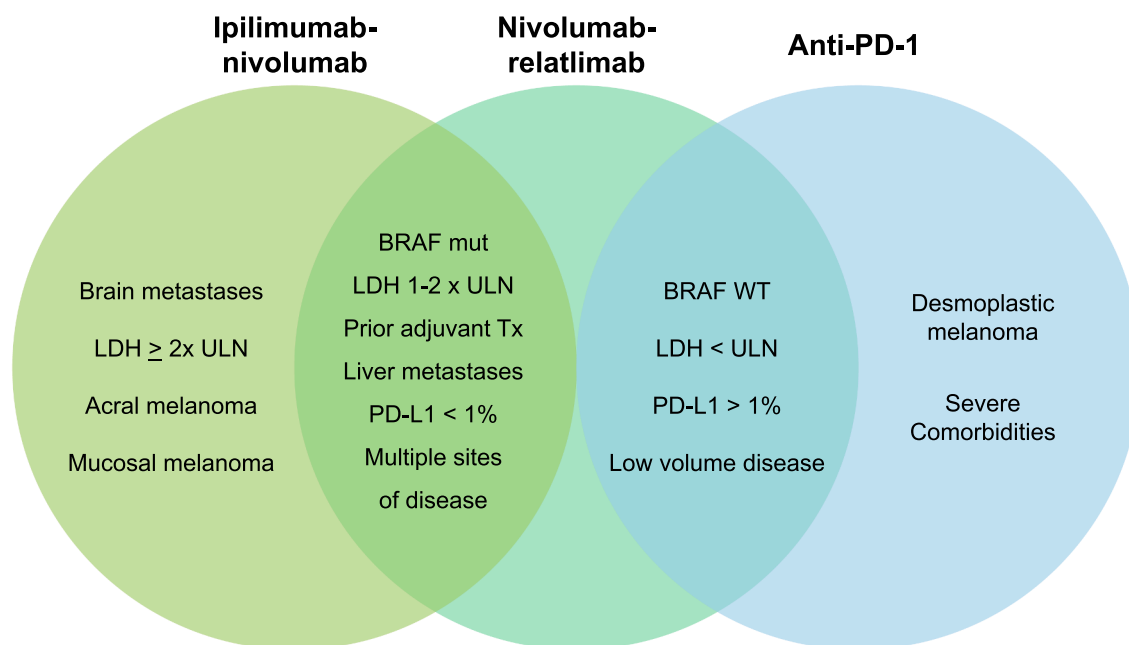 Ipilimumab-
nivolumab
Nivolumab-
relatlimab
Anti-PD-1
Brain metastases
LDH ≥ 2x ULN
Acral melanoma
Mucosal melanoma
BRAF mut
LDH 1-2 x ULN
Prior adjuvant Tx
Liver metastases
PD-L1 < 1%
Multiple sites
of disease
BRAF WT
LDH < ULN
PD-L1 > 1%
Low volume disease
Desmoplastic
melanoma
Severe
Comorbidities